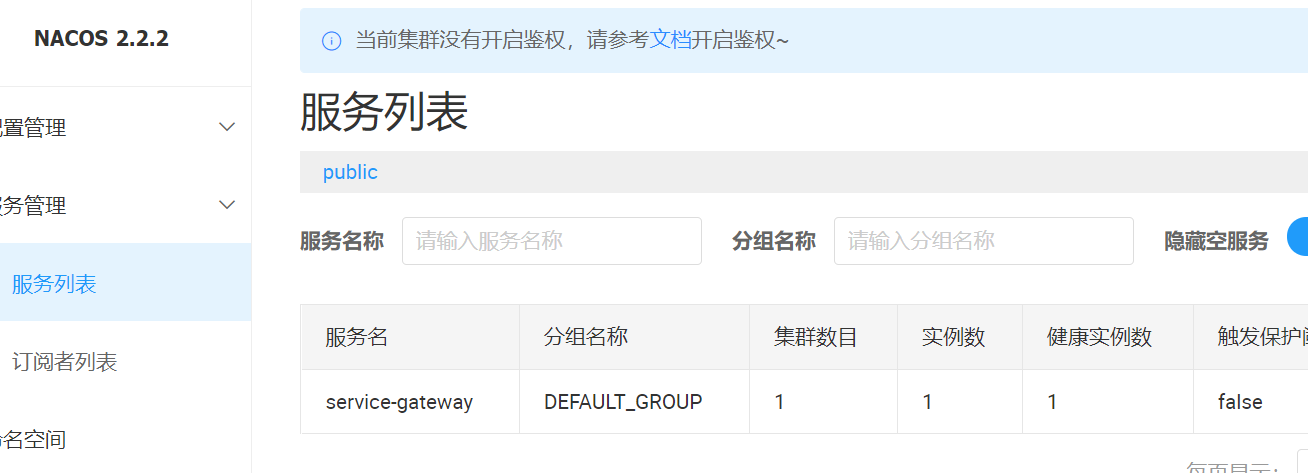 NACOS 2.2.2
当前集群没有开启鉴权，请参考文档开启鉴权~
服务列表
置管理
public
务管理
服务名称 请输入服务名称 分组名称 请输入分组名称 隐藏空服务
服务列表
服务名 分组名称 集群数目 实例数 健康实例数 触发保护
订阅者列表
service-gateway DEFAULT_GROUP 1 1 1 false
名空间
每页显示: